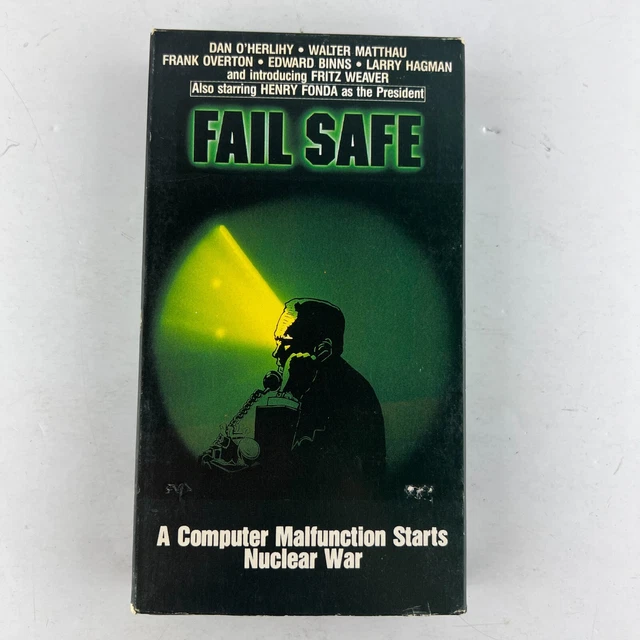 DAN O'HERLIHY • WALTER MATTHAU
FRANK OVERTON • EDWARD BINNS • LARRY HAGMAN
and introducing FRITZ WEAVER
Also starring HENRY FONDA as the President
FAIL SAFE
A Computer Malfunction Starts
Nuclear War